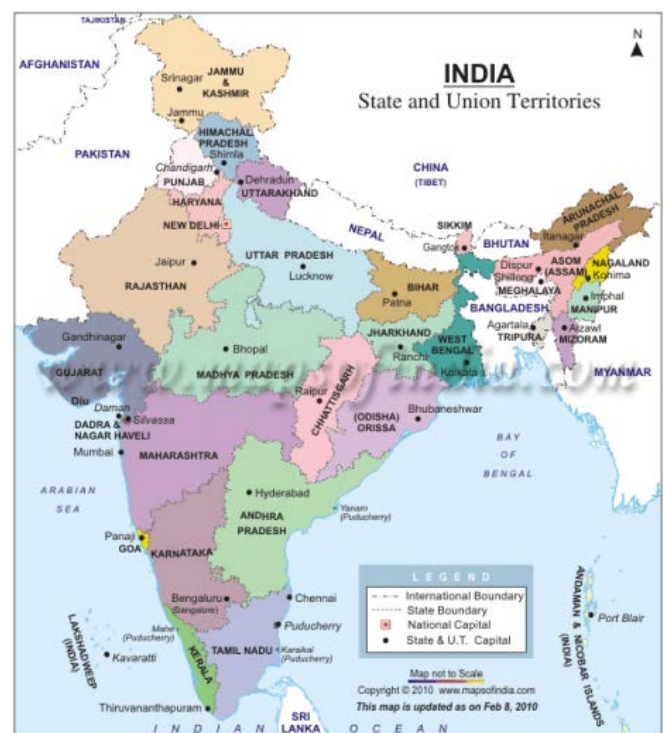 TAJIKISTAN
AFGHANISTAN
N
INDIA
State and Union Territories
JAMMU
&
KASHMIR
Srinagar
Jammu
HIMACHAL
PRADESH
Shimla
PAKISTAN
Chandigarh
PUNJAB
Dehradun
UTTARAKHAND
HARYANA
CHINA
(TIBET)
NEW DELHI
NEPAL
SIKKIM
Gangtok
BHUTAN
ARUNACHAL
PRADESH
Itanagar
UTTAR PRADESH
Lucknow
Jaipur
RAJASTHAN
BIHAR
Patna
Dispur
Shillong
MEGHALAYA
ASOM
(ASSAM)
NAGALAND
Kohima
Imphal
MANIPUR
BANGLADESH
Agartala
TRIPURA
Aizawl
MIZORAM
MYANMAR
Gandhinagar
GUJARAT
Bhopal
MADHYA PRADESH
JHARKHAND
Ranchi
WEST
BENGAL
Kolkata
www.mapsofindia.com
Diu
Daman
Silvassa
DADRA &
NAGAR HAVELI
Raipur
CHHATTISGARH
(ODISHA)
ORISSA
Bhubaneshwar
Mumbai
MAHARASHTRA
BAY
OF
BENGAL
ARABIAN
SEA
Hyderabad
ANDHRA
PRADESH
Yanam
(Puducherry)
Panaji
GOA
KARNATAKA
Bengaluru
(Bangalore)
Chennai
Puducherry
Mahe
(Puducherry)
Karaikal
(Puducherry)
TAMIL NADU
KERALA
LAKSHADWEEP
(INDIA)
Kavaratti
Thiruvananthapuram
SRI
LANKA
INDIAN OCEAN
LEGEND
International Boundary
State Boundary
National Capital
State & U.T. Capital
Map not to Scale
Copyright © 2010 www.mapsofindia.com
This map is updated as on Feb 8, 2010
ANDAMAN & NICOBAR ISLANDS
(INDIA)
Port Blair